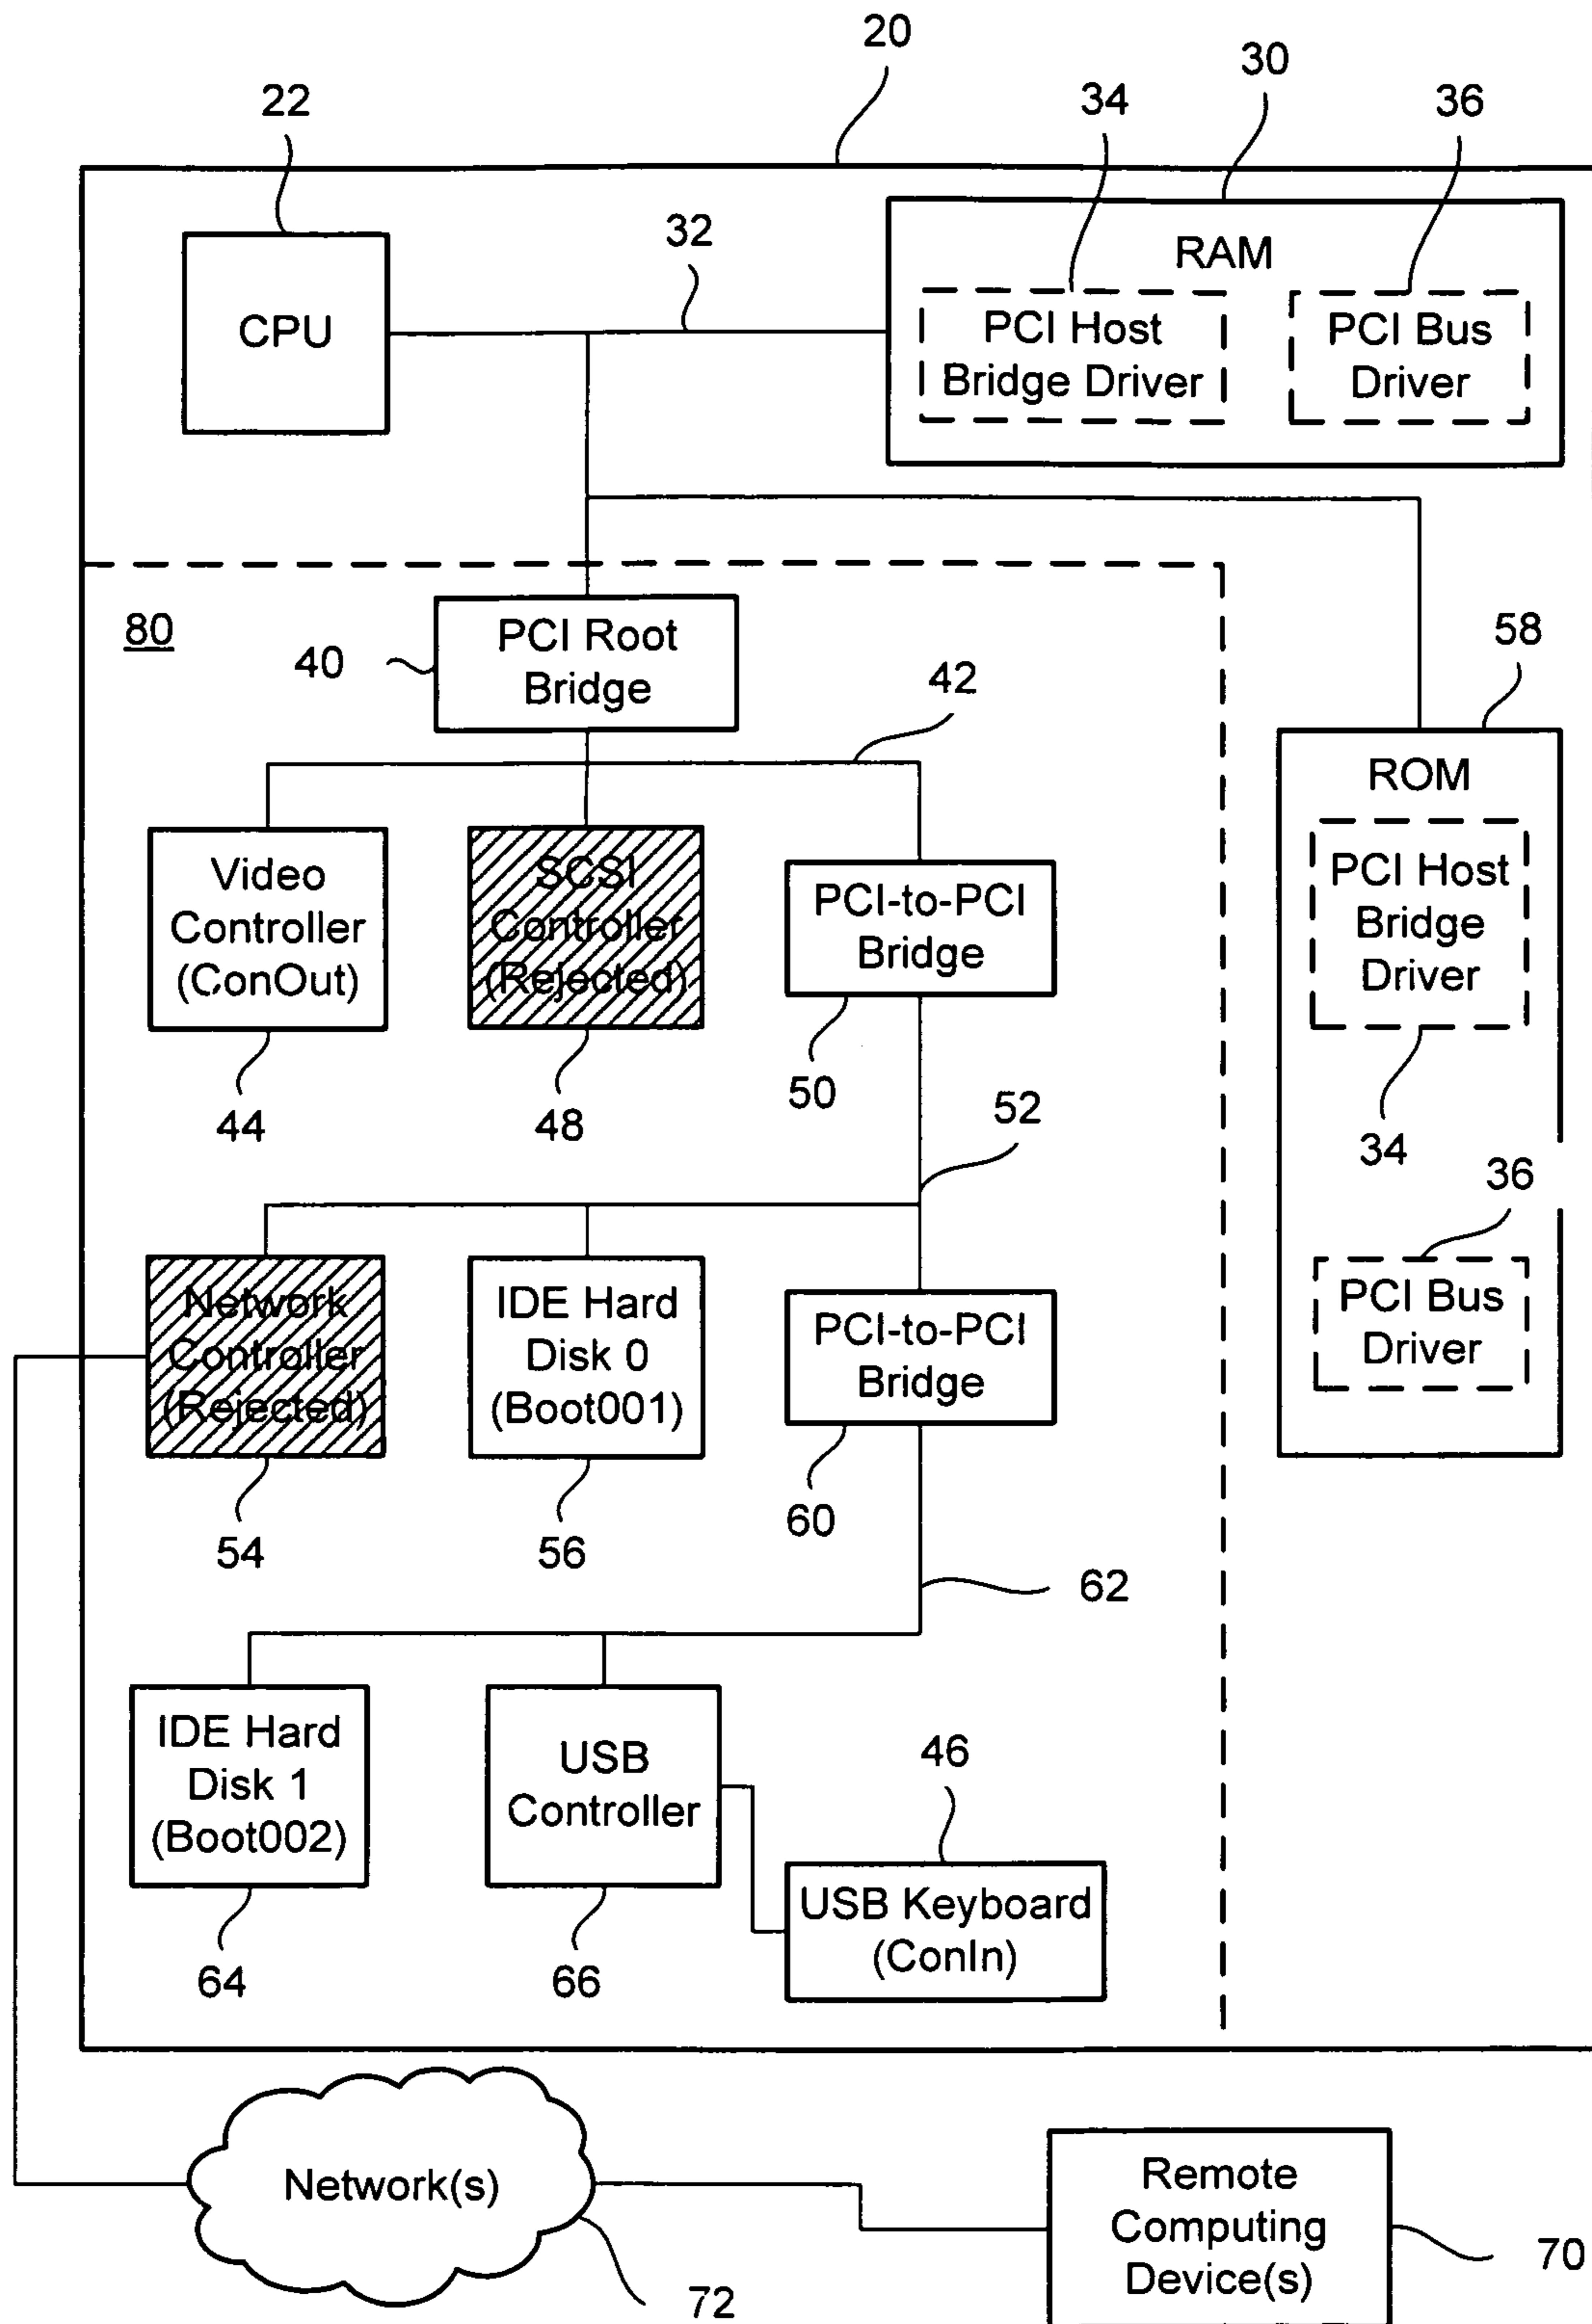 20
22
34
30
36
32
RAM
CPU
PCI Host
Bridge Driver
PCI Bus
Driver
80
PCI Root
Bridge
40
42
58
ROM
Video
Controller
(ConOut)
SCSI
Controller
(Rejected)
PCI-to-PCI
Bridge
PCI Host
Bridge
Driver
44
48
50
52
34
36
Network
Controller
(Rejected)
IDE Hard
Disk 0
(Boot001)
PCI-to-PCI
Bridge
PCI Bus
Driver
54
56
60
62
IDE Hard
Disk 1
(Boot002)
USB
Controller
46
USB Keyboard
(ConIn)
64
66
Network(s)
72
Remote
Computing
Device(s)
70